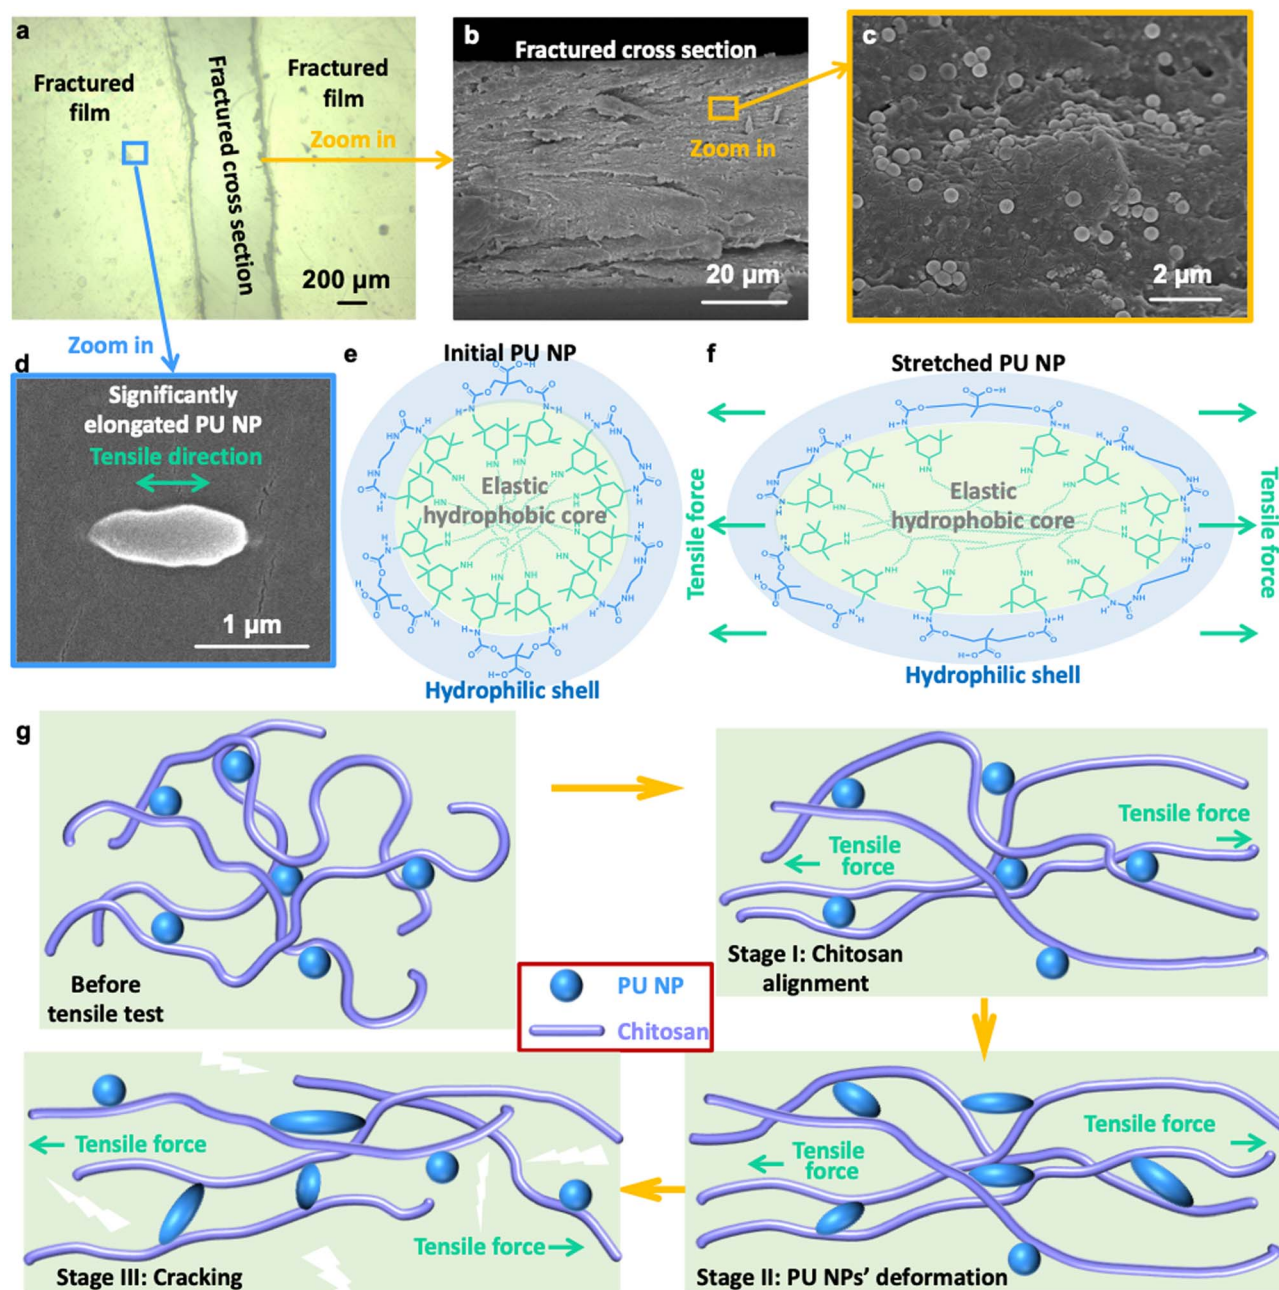 a
Fractured
film
Fractured cross section
Fractured
film
Zoom in
200 µm
b
Fractured cross section
Zoom in
20 µm
c
2 µm
Zoom in
d
Significantly
elongated PU NP
Tensile direction
1 µm
e
Initial PU NP
Elastic
hydrophobic core
Hydrophilic shell
f
Stretched PU NP
Tensile force
Elastic
hydrophobic core
Tensile force
Hydrophilic shell
g
Before
tensile test
PU NP
Chitosan
Tensile
force
Tensile force
Stage I: Chitosan
alignment
Tensile force
Tensile force
Stage III: Cracking
Tensile
force
Tensile force
Stage II: PU NPs’ deformation